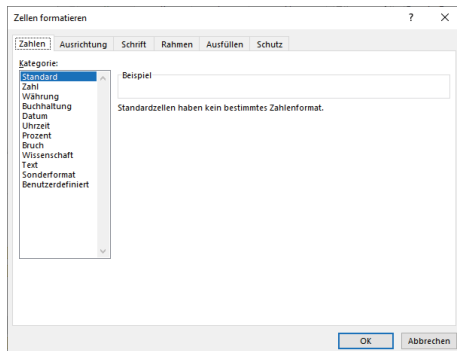 Zellen formatieren ? ×
Zahlen Ausrichtung Schrift Rahmen Ausfüllen Schutz
Kategorie:
Standard
Zahl
Währung
Buchhaltung
Datum
Uhrzeit
Prozent
Bruch
Wissenschaft
Text
Sonderformat
Benutzerdefiniert
Beispiel
Standardzellen haben kein bestimmtes Zahlenformat.
OK Abbrechen